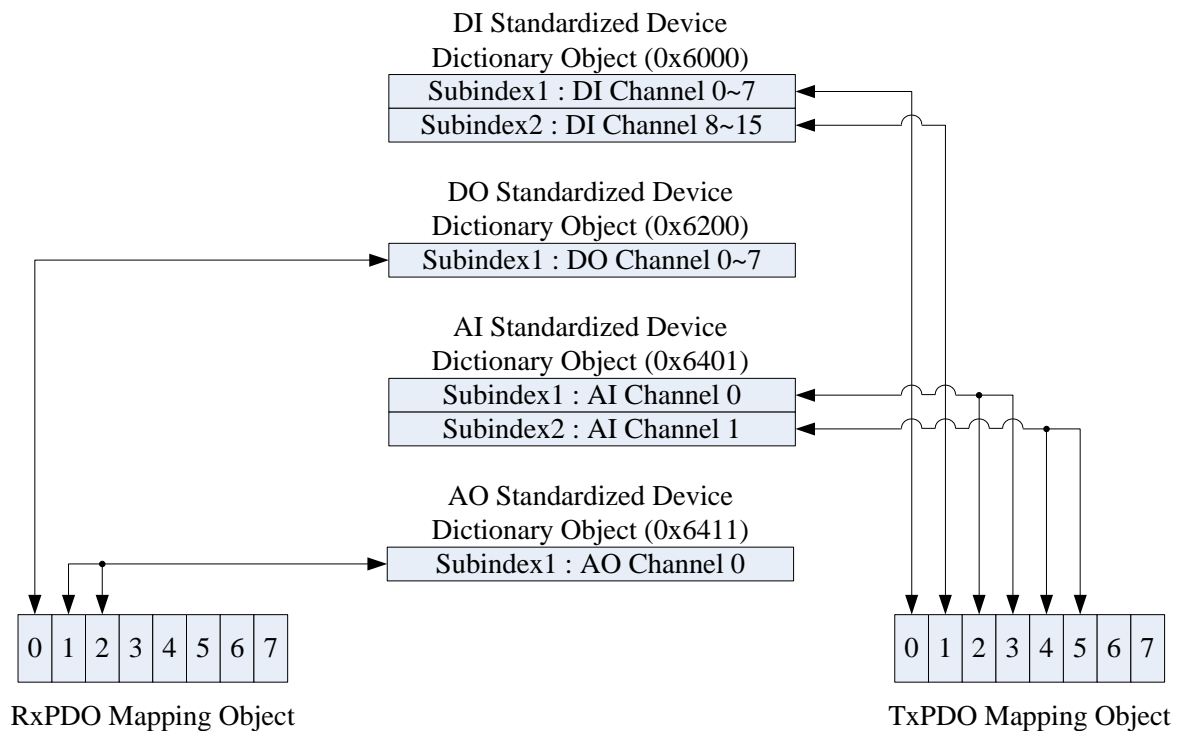 DI Standardized Device
Dictionary Object (0x6000)
Subindex1 : DI Channel 0~7
Subindex2 : DI Channel 8~15
DO Standardized Device
Dictionary Object (0x6200)
Subindex1 : DO Channel 0~7
AI Standardized Device
Dictionary Object (0x6401)
Subindex1 : AI Channel 0
Subindex2 : AI Channel 1
AO Standardized Device
Dictionary Object (0x6411)
Subindex1 : AO Channel 0
0 1 2 3 4 5 6 7
RxPDO Mapping Object
0 1 2 3 4 5 6 7
TxPDO Mapping Object